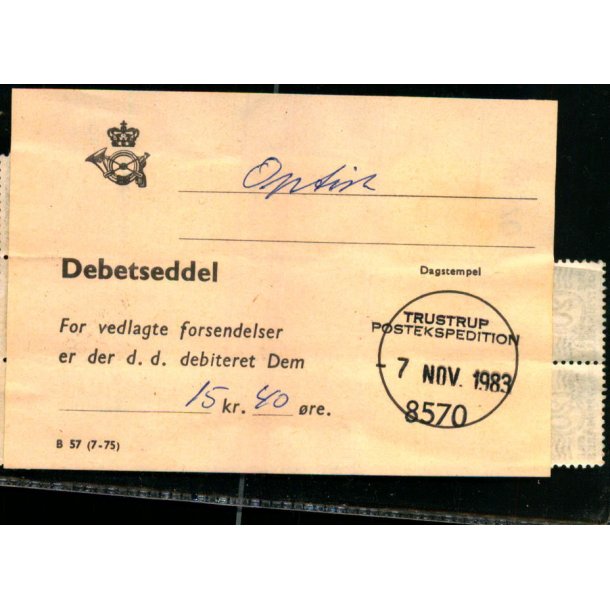 Optik
Debetseddel
Dagstempel
For vedlagte forsendelser
er der d. d. debiteret Dem
15 kr. 40 øre.
B 57 (7-75)
TRUSTRUP
POSTEKSPEDITION
- 7 NOV. 1983
8570